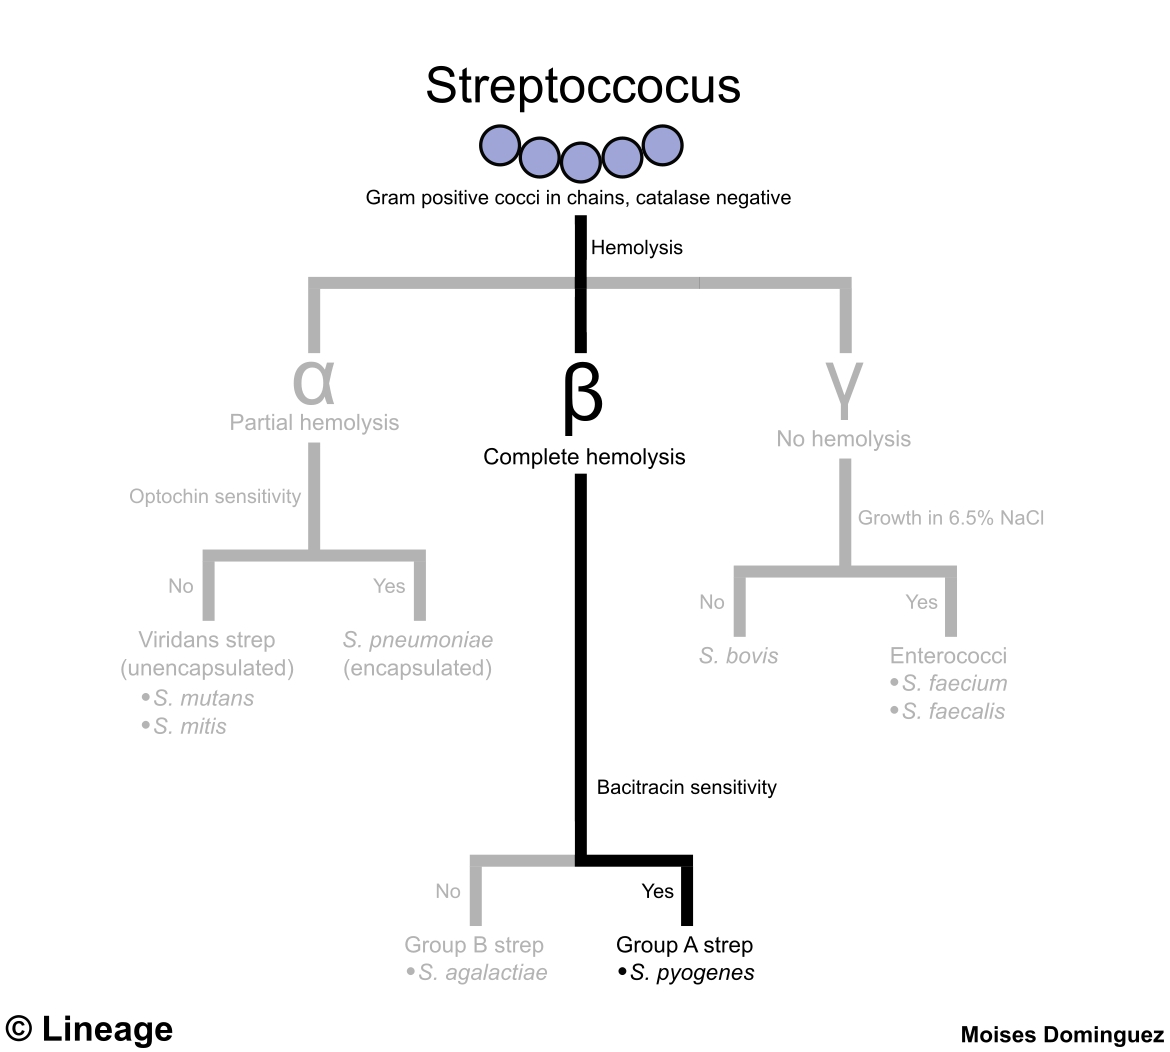 Streptoccocus
Gram positive cocci in chains, catalase negative
Hemolysis
α
Partial hemolysis
β
Complete hemolysis
γ
No hemolysis
Optochin sensitivity
No
Yes
Viridans strep
(unencapsulated)
•S. mutans
•S. mitis
S. pneumoniae
(encapsulated)
Growth in 6.5% NaCl
No
Yes
S. bovis
Enterococci
•S. faecium
•S. faecalis
Bacitracin sensitivity
No
Yes
Group B strep
•S. agalactiae
Group A strep
•S. pyogenes
© Lineage
Moises Dominguez